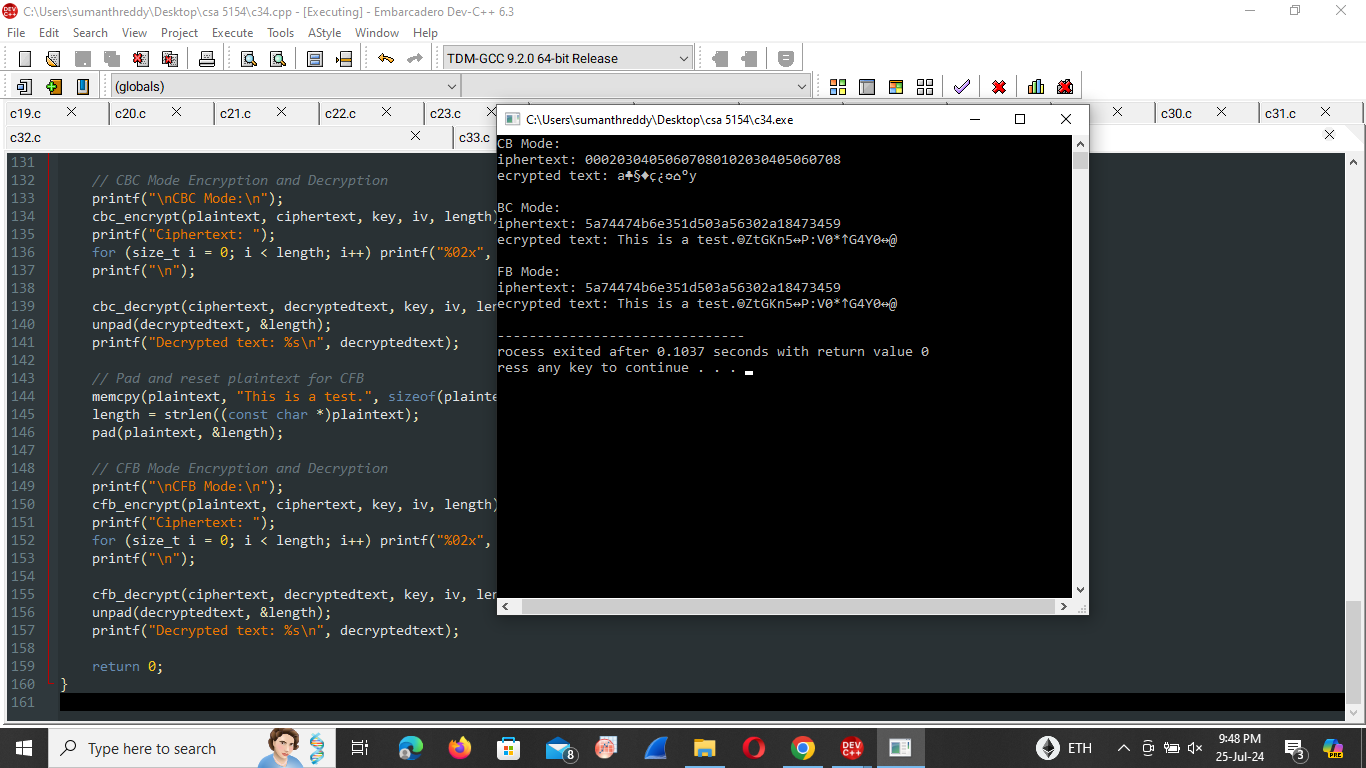 C:\Users\sumanthreddy\Desktop\csa 5154\c34.cpp - [Executing] - Embarcadero Dev-C++ 6.3
File Edit Search View Project Execute Tools AStyle Window Help
TDM-GCC 9.2.0 64-bit Release
(globals)
c19.c c20.c c21.c c22.c c23.c c30.c c31.c
c32.c c33.c
131
132 // CBC Mode Encryption and Decryption
133 printf("\nCBC Mode:\n");
134 cbc_encrypt(plaintext, ciphertext, key, iv, length)
135 printf("Ciphertext: ");
136 for (size_t i = 0; i < length; i++) printf("%02x",
137 printf("\n");
138
139 cbc_decrypt(ciphertext, decryptedtext, key, iv, len
140 unpad(decryptedtext, &length);
141 printf("Decrypted text: %s\n", decryptedtext);
142
143 // Pad and reset plaintext for CFB
144 memcpy(plaintext, "This is a test.", sizeof(plainte
145 length = strlen((const char *)plaintext);
146 pad(plaintext, &length);
147
148 // CFB Mode Encryption and Decryption
149 printf("\nCFB Mode:\n");
150 cfb_encrypt(plaintext, ciphertext, key, iv, length)
151 printf("Ciphertext: ");
152 for (size_t i = 0; i < length; i++) printf("%02x",
153 printf("\n");
154
155 cfb_decrypt(ciphertext, decryptedtext, key, iv, len
156 unpad(decryptedtext, &length);
157 printf("Decrypted text: %s\n", decryptedtext);
158
159 return 0;
160 }
161
C:\Users\sumanthreddy\Desktop\csa 5154\c34.exe
CB Mode:
iphertext: 00020304050607080102030405060708
ecrypted text: a♣§♦ç¿¤⌂ºy
BC Mode:
iphertext: 5a74474b6e351d503a56302a18473459
ecrypted text: This is a test.☺ZtGKn5↔P:V0*↑G4Y0↔@
FB Mode:
iphertext: 5a74474b6e351d503a56302a18473459
ecrypted text: This is a test.☺ZtGKn5↔P:V0*↑G4Y0↔@
-------------------------------
rocess exited after 0.1037 seconds with return value 0
ress any key to continue . . .
Type here to search
8
DEV C++
ETH
9:48 PM
25-Jul-24
3
PRE